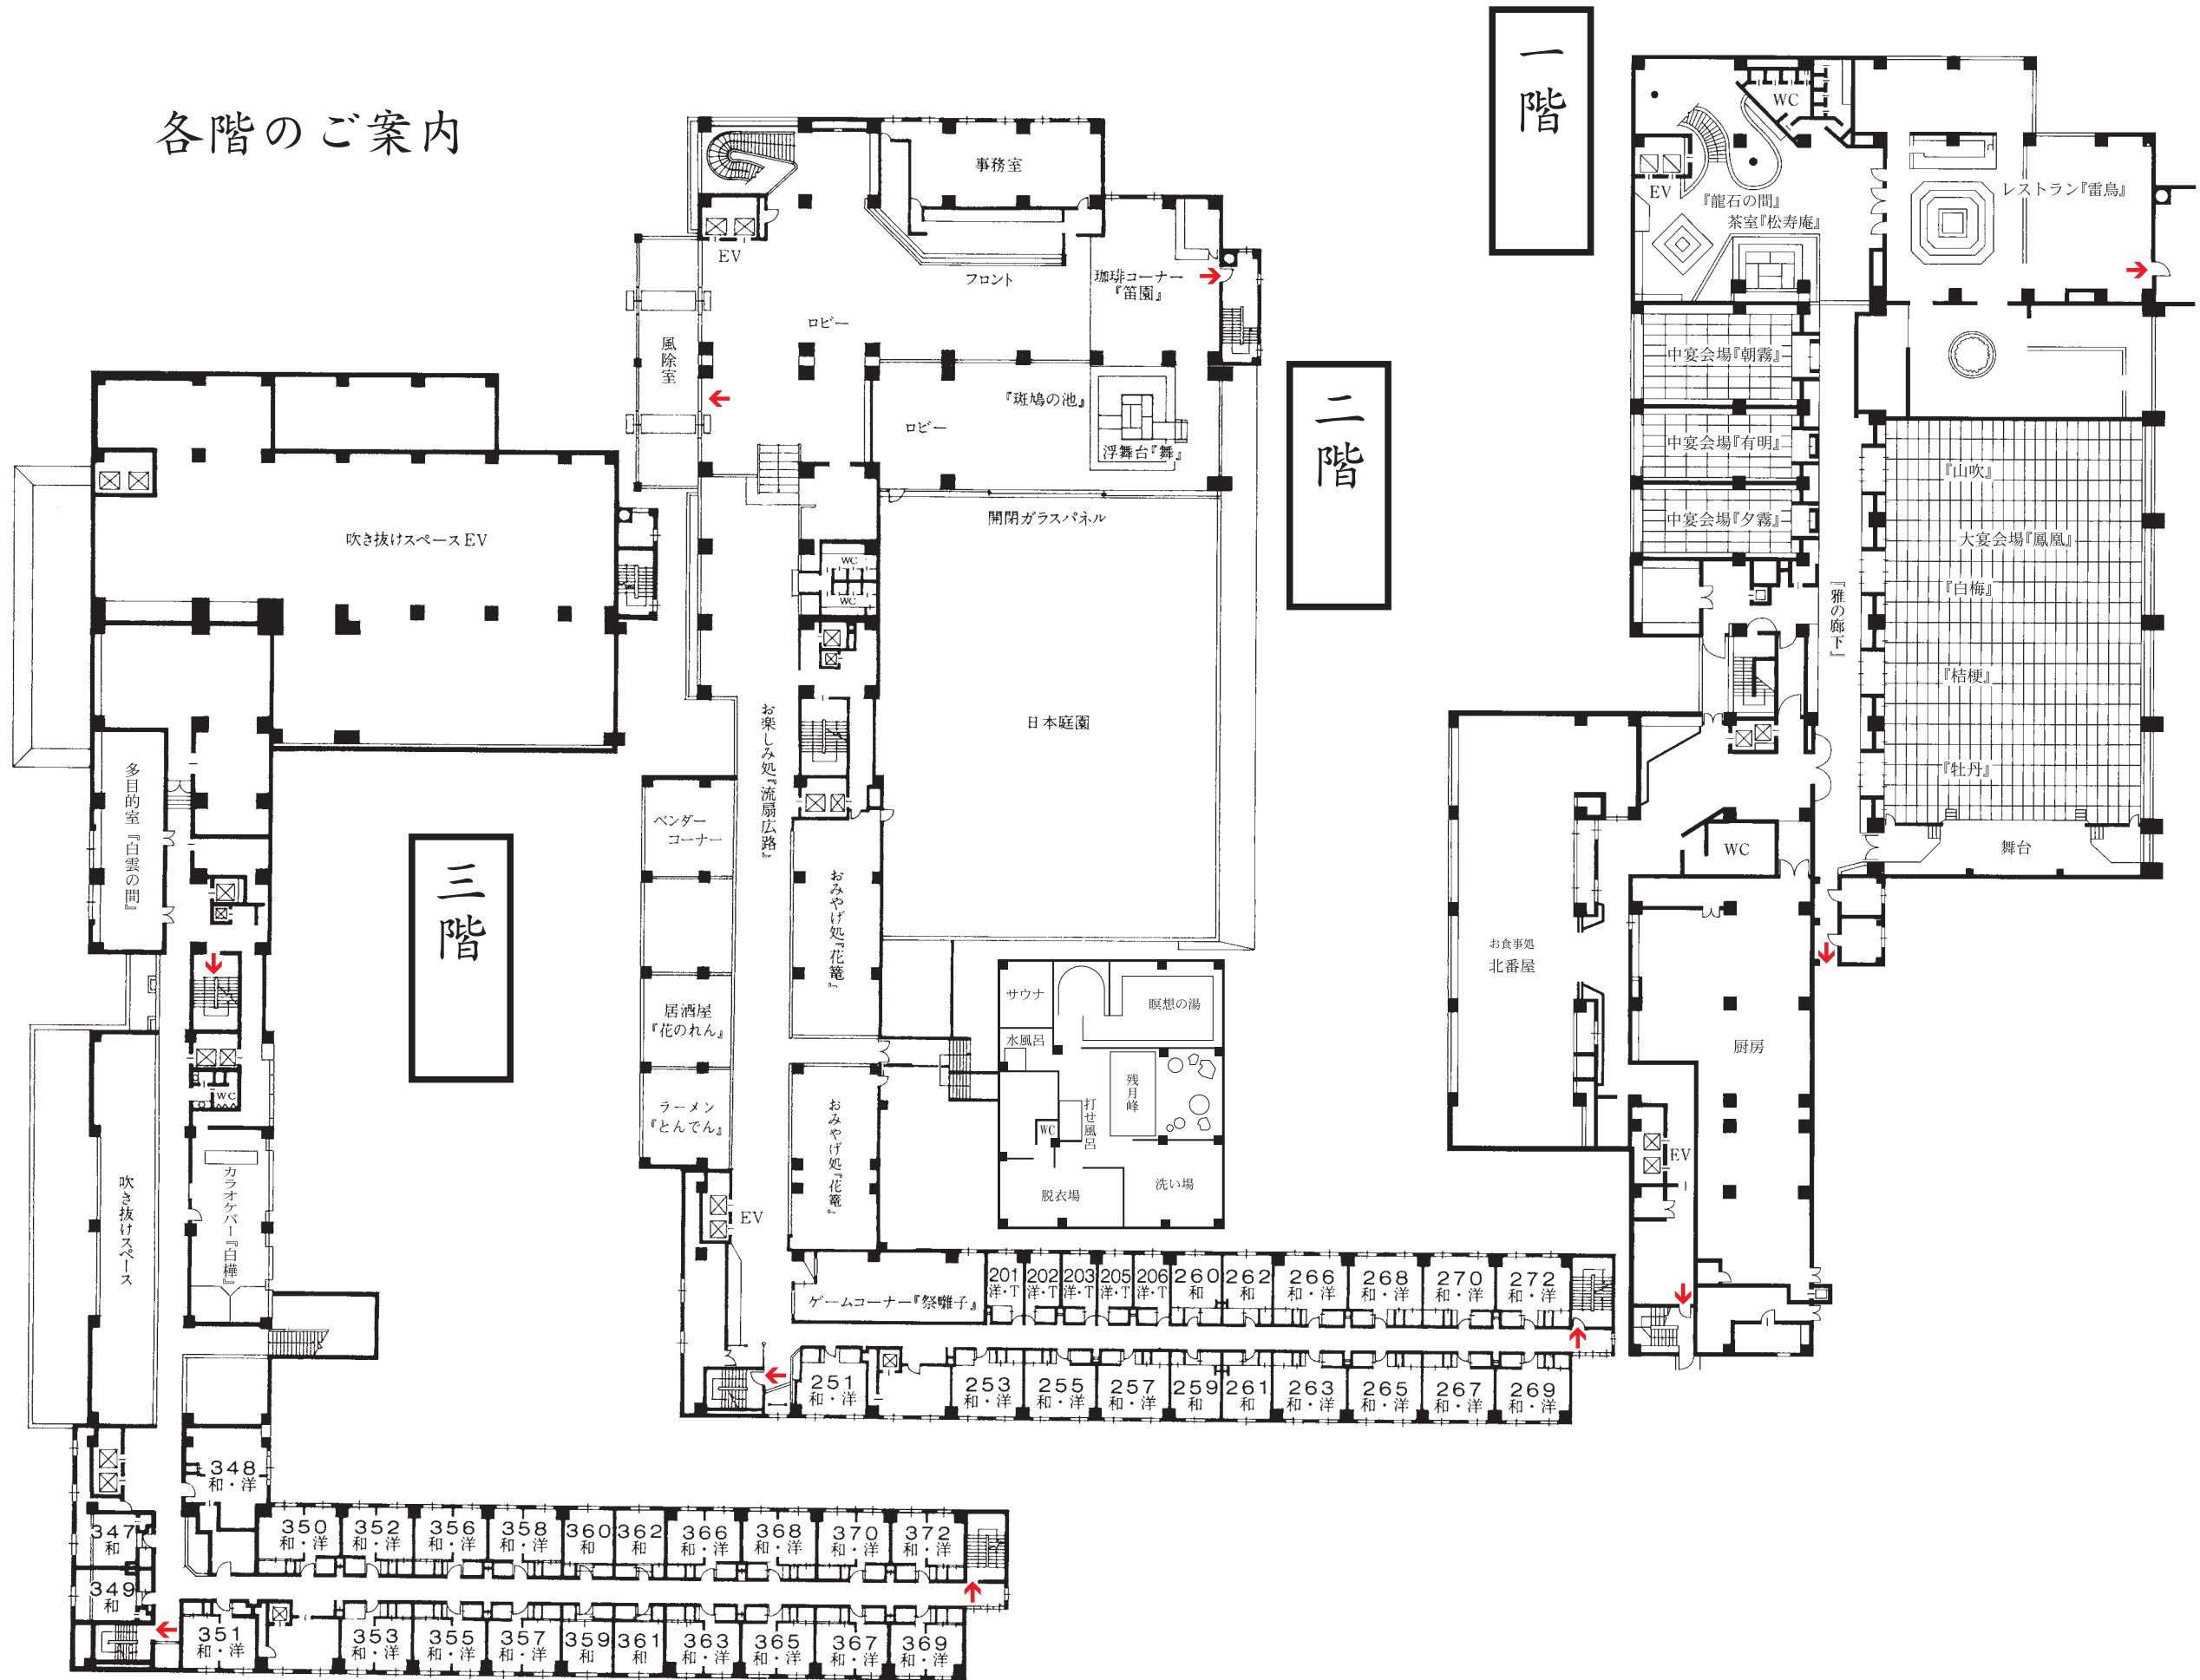 各階のご案内
一階
WC
EV
『龍石の間』
茶室『松寿庵』
レストラン『雷鳥』
中宴会場『朝霧』
中宴会場『有明』
中宴会場『夕霧』
『雅の廊下』
『山吹』
大宴会場『鳳凰』
『白梅』
『桔梗』
『牡丹』
舞台
WC
お食事処
北番屋
厨房
EV
二階
事務室
EV
フロント
珈琲コーナー
『笛園』
ロビー
風除室
『斑鳩の池』
ロビー
浮舞台『舞』
開閉ガラスパネル
WC
WC
日本庭園
お楽しみ処『流扇広路』
ベンダー
コーナー
おみやげ処『花篭』
居酒屋
『花のれん』
ラーメン
『とんでん』
おみやげ処『花篭』
サウナ
瞑想の湯
水風呂
残月峰
打せ風呂
WC
脱衣場
洗い場
EV
ゲームコーナー『祭囃子』
201
洋・T
202
洋・T
203
洋・T
205
洋・T
206
洋・T
260
和
262
和
266
和・洋
268
和・洋
270
和・洋
272
和・洋
251
和・洋
253
和・洋
255
和・洋
257
和・洋
259
和
261
和
263
和・洋
265
和・洋
267
和・洋
269
和・洋
三階
吹き抜けスペースEV
多目的室『白雲の間』
WC
吹き抜けスペース
カラオケバー『白樺』
348
和・洋
347
和
349
和
350
和・洋
352
和・洋
356
和・洋
358
和・洋
360
和
362
和
366
和・洋
368
和・洋
370
和・洋
372
和・洋
351
和・洋
353
和・洋
355
和・洋
357
和・洋
359
和
361
和
363
和・洋
365
和・洋
367
和・洋
369
和・洋